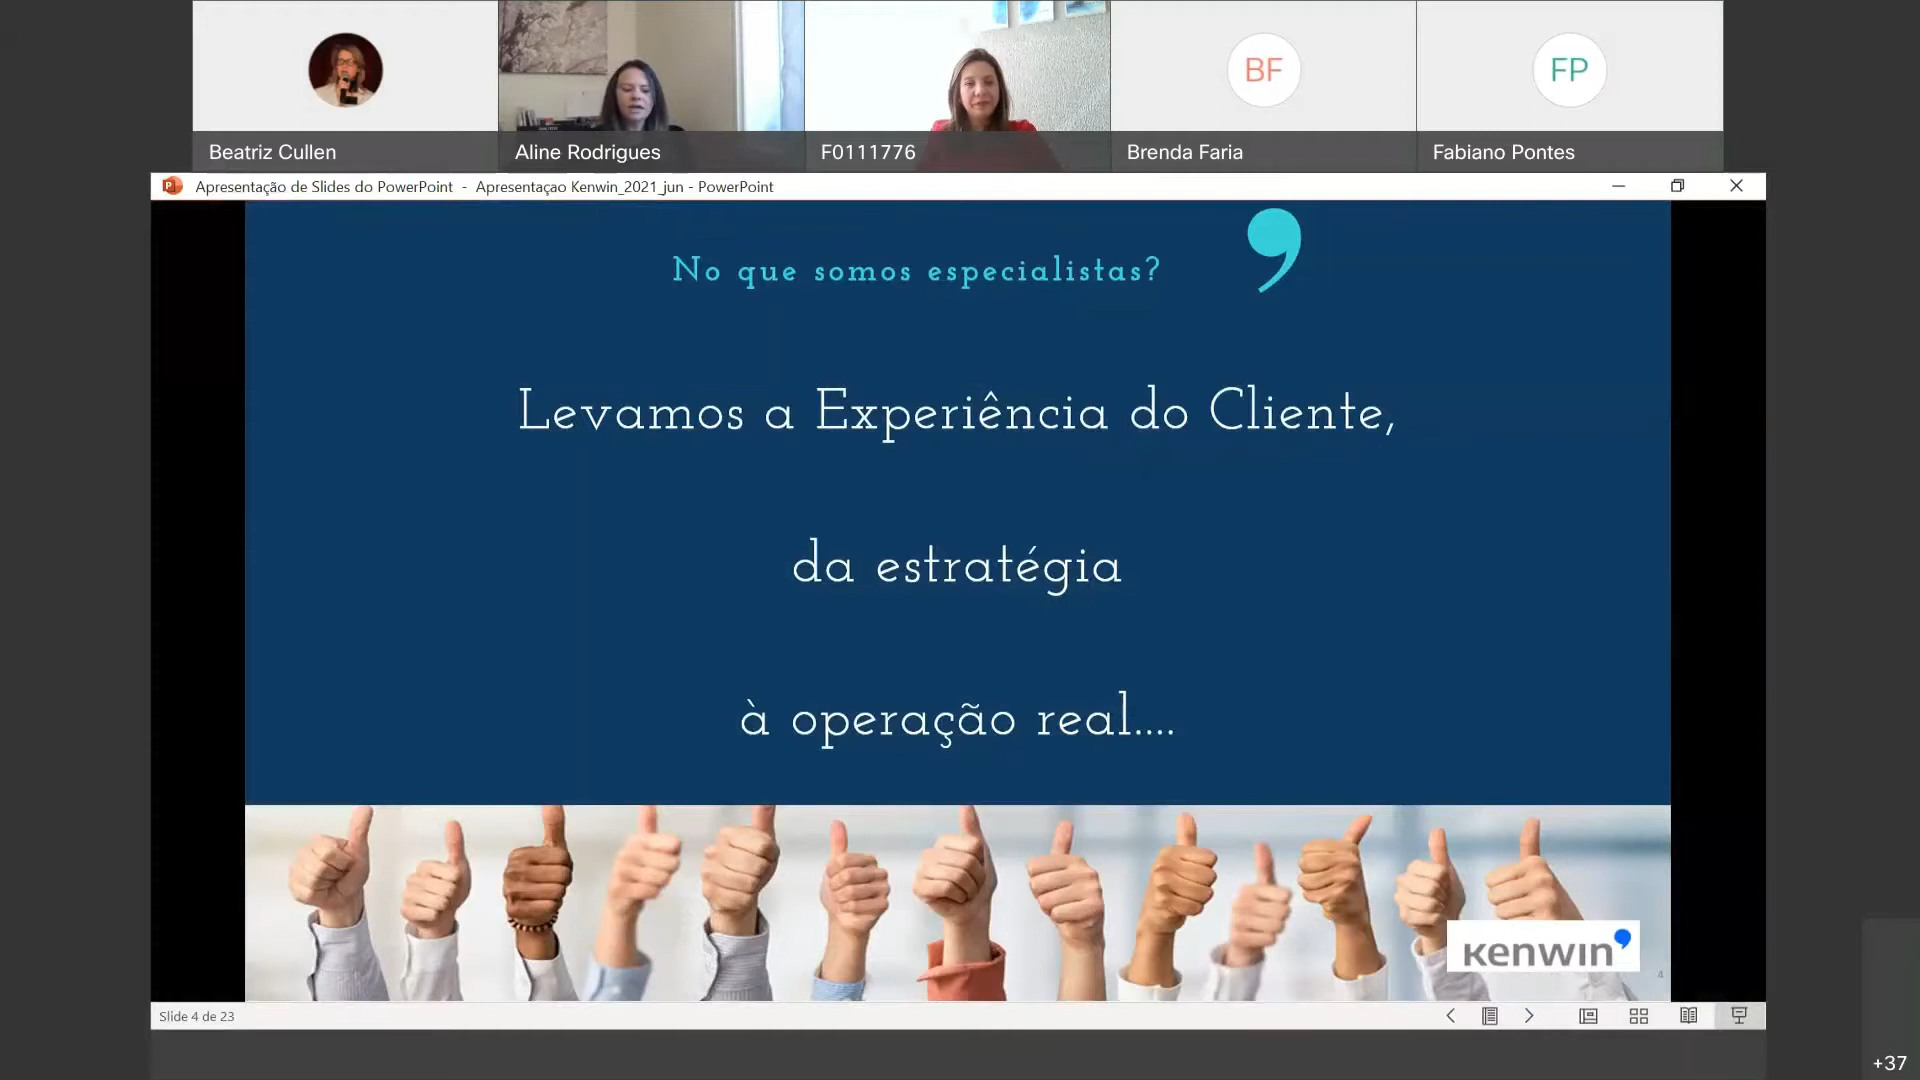 BF
FP
Beatriz Cullen
Aline Rodrigues
F0111776
Brenda Faria
Fabiano Pontes
Apresentação de Slides do PowerPoint - Apresentaçao Kenwin_2021_jun - PowerPoint
No que somos especialistas?
Levamos a Experiência do Cliente,
da estratégia
à operação real....
kenwin
4
Slide 4 de 23
+37